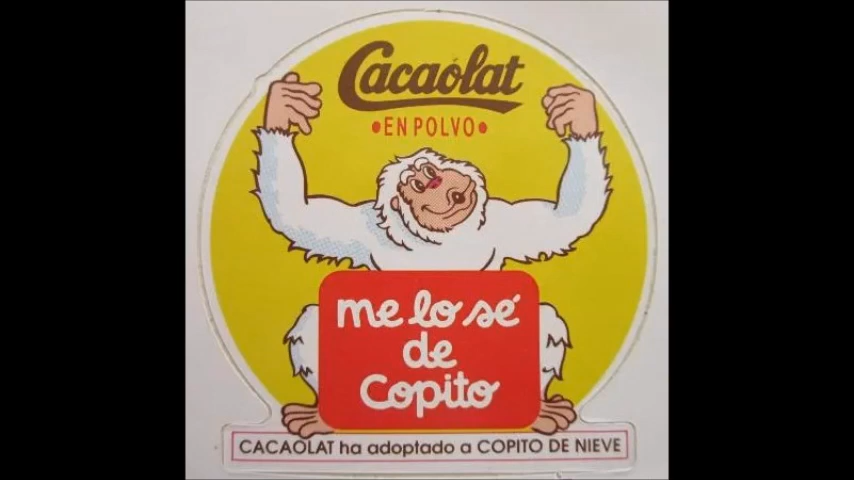 Cacaolat
•EN POLVO•
me lo sé
de
Copito
CACAOLAT ha adoptado a COPITO DE NIEVE